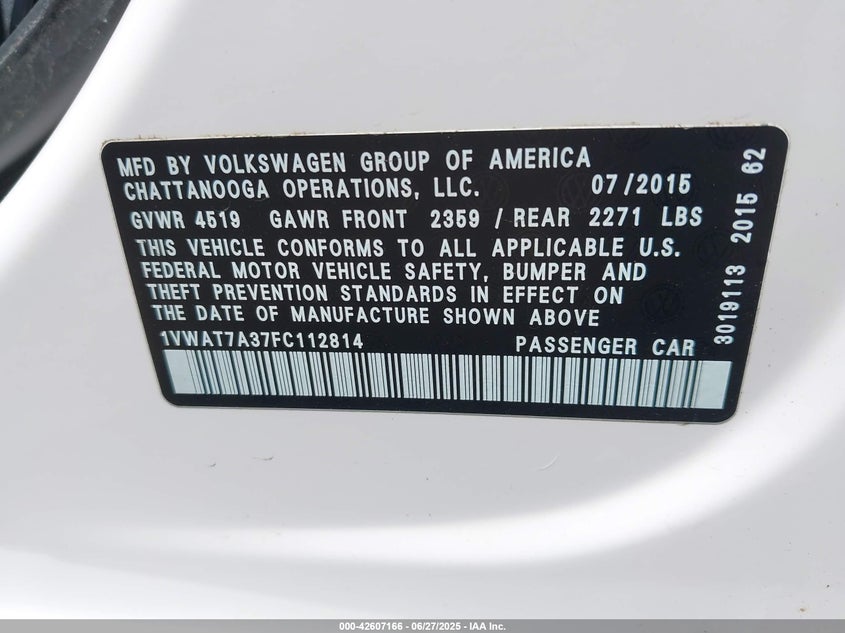 MFD BY VOLKSWAGEN GROUP OF AMERICA
CHATTANOOGA OPERATIONS, LLC. 07/2015
GVWR 4519 GAWR FRONT 2359 / REAR 2271 LBS
THIS VEHICLE CONFORMS TO ALL APPLICABLE U.S.
FEDERAL MOTOR VEHICLE SAFETY, BUMPER AND
THEFT PREVENTION STANDARDS IN EFFECT ON
THE DATE OF MANUFACTURE SHOWN ABOVE
1VWAT7A37FC112814 PASSENGER CAR
3019113 2015 62
000-42607166 - 06/27/2025 - IAA Inc.